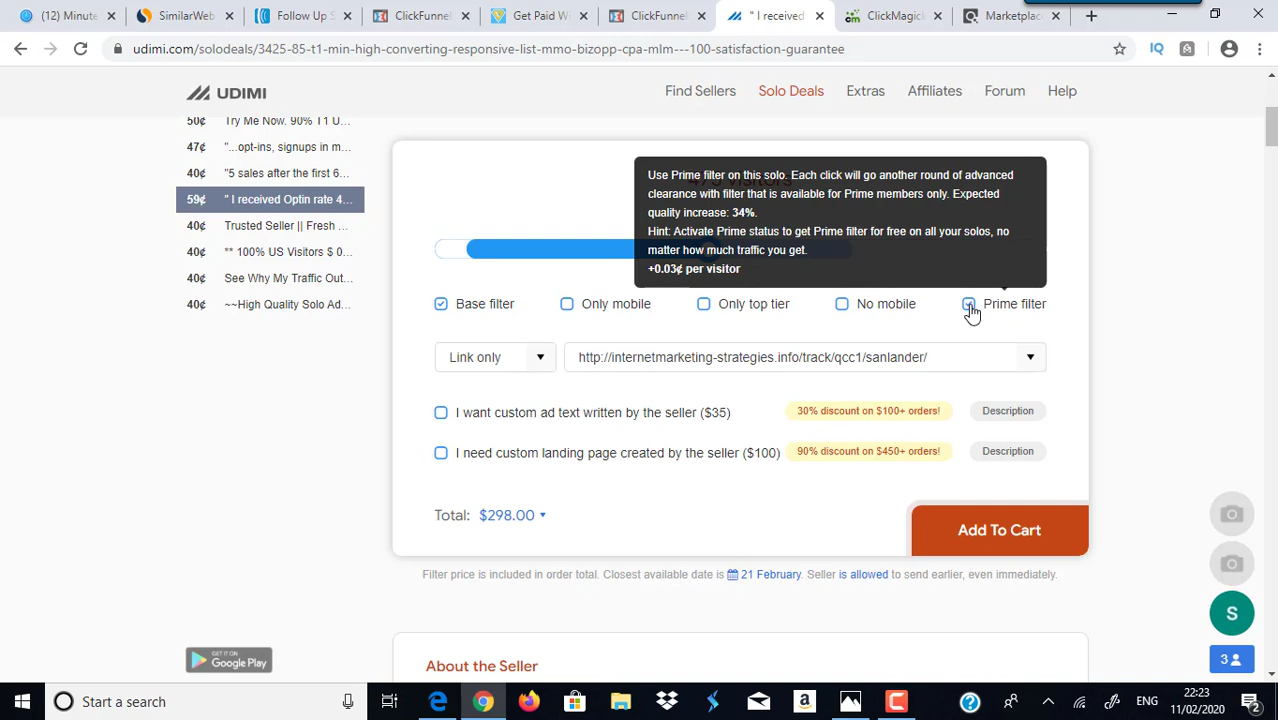 (12) Minute
SimilarWeb
Follow Up S
ClickFunnel
Get Paid Wi
ClickFunnel
" I received
ClickMagick
Marketplace
udimi.com/solodeals/3425-85-t1-min-high-converting-responsive-list-mmo-bizopp-cpa-mlm---100-satisfaction-guarantee
UDIMI
Find Sellers
Solo Deals
Extras
Affiliates
Forum
Help
50¢ Try Me Now. 90% T1 U...
47¢ "...opt-ins, signups in m...
40¢ "5 sales after the first 6...
59¢ " I received Optin rate 4...
40¢ Trusted Seller || Fresh ...
40¢ ** 100% US Visitors $ 0...
40¢ See Why My Traffic Out...
40¢ ~~High Quality Solo Ad...
Use Prime filter on this solo. Each click will go another round of advanced
clearance with filter that is available for Prime members only. Expected
quality increase: 34%.
Hint: Activate Prime status to get Prime filter for free on all your solos, no
matter how much traffic you get.
+0.03¢ per visitor
Base filter
Only mobile
Only top tier
No mobile
Prime filter
Link only
http://internetmarketing-strategies.info/track/qcc1/sanlander/
I want custom ad text written by the seller ($35)
30% discount on $100+ orders!
Description
I need custom landing page created by the seller ($100)
90% discount on $450+ orders!
Description
Total: $298.00
Add To Cart
Filter price is included in order total. Closest available date is 21 February. Seller is allowed to send earlier, even immediately.
S
3
About the Seller
GET IT ON
Google Play
Start a search
ENG
22:23
11/02/2020
2